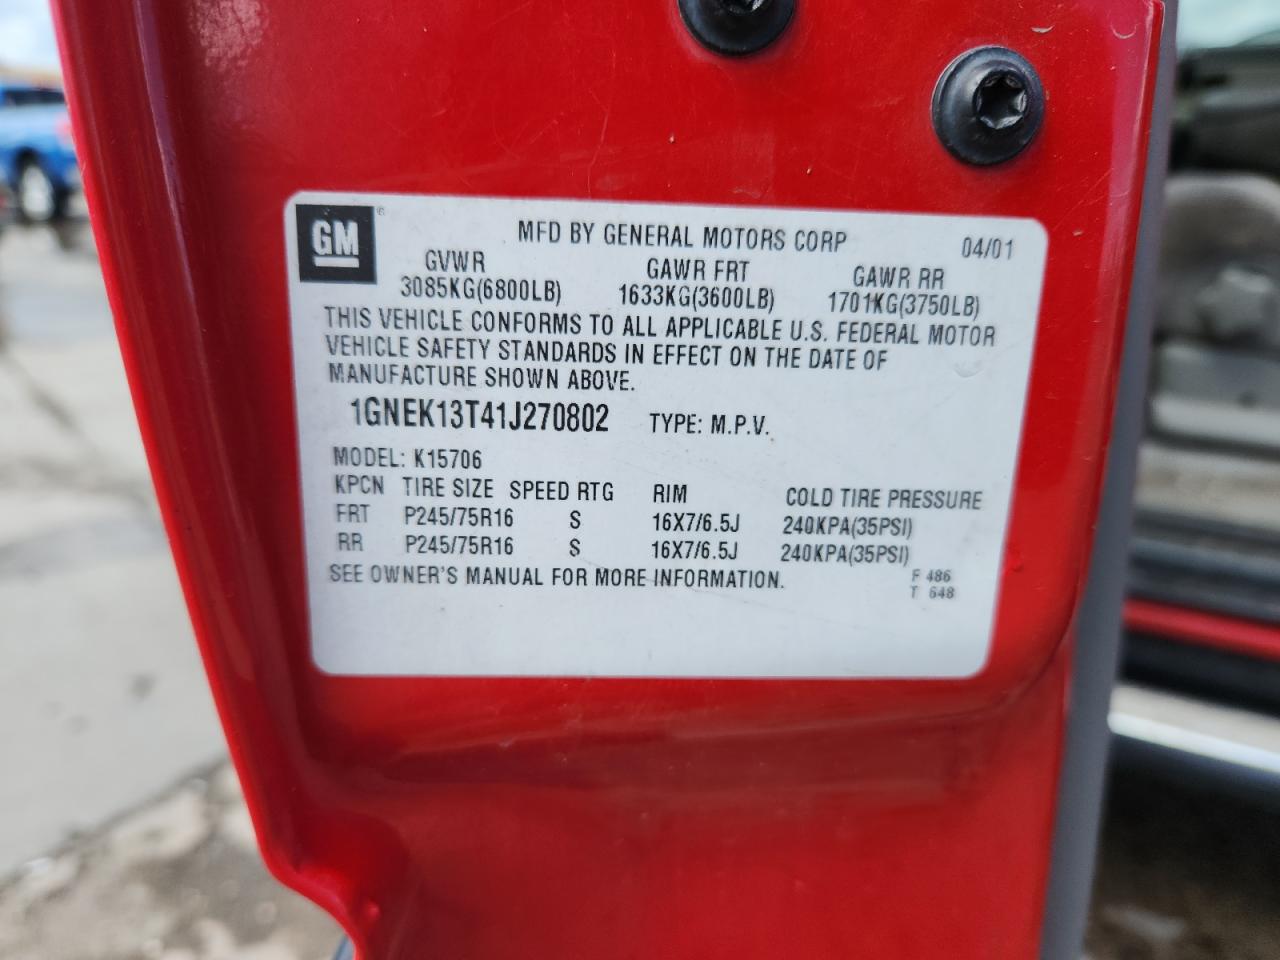 GM ®
MFD BY GENERAL MOTORS CORP 04/01
GVWR GAWR FRT GAWR RR
3085KG(6800LB) 1633KG(3600LB) 1701KG(3750LB)
THIS VEHICLE CONFORMS TO ALL APPLICABLE U.S. FEDERAL MOTOR
VEHICLE SAFETY STANDARDS IN EFFECT ON THE DATE OF
MANUFACTURE SHOWN ABOVE.
1GNEK13T41J270802 TYPE: M.P.V.
MODEL: K15706
KPCN TIRE SIZE SPEED RTG RIM COLD TIRE PRESSURE
FRT P245/75R16 S 16X7/6.5J 240KPA(35PSI)
RR P245/75R16 S 16X7/6.5J 240KPA(35PSI)
SEE OWNER'S MANUAL FOR MORE INFORMATION. F 486
T 648